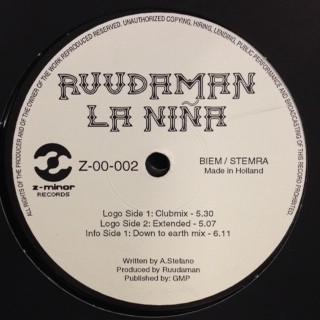 ALL RIGHTS OF THE PRODUCER AND OF THE OWNER OF THE WORK REPRODUCED RESERVED. UNAUTHORIZED COPYING, HIRING, LENDING, PUBLIC PERFORMANCE AND BROADCASTING OF THIS RECORD PROHIBITED.
RUUDAMAN
LA NIÑA
z-minor
RECORDS
Z-00-002
BIEM / STEMRA
Made in Holland
Logo Side 1: Clubmix - 5.30
Logo Side 2: Extended - 5.07
Info Side 1: Down to earth mix - 6.11
Written by A.Stefano
Produced by Ruudaman
Published by: GMP